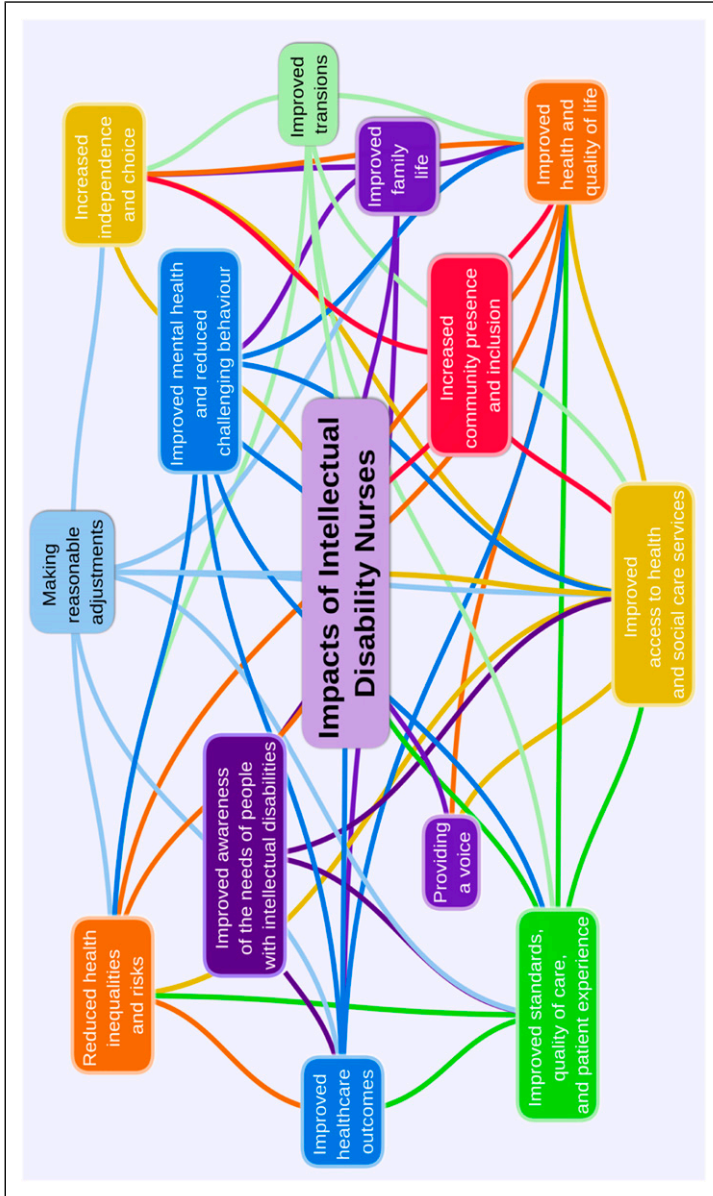 Reduced health
inequalities
and risks
Making
reasonable
adjustments
Increased
independence
and choice
Improved mental health
and reduced
challenging behaviour
Improved awareness
of the needs of people
with intellectual disabilities
Improved
transions
Improved
healthcare
outcomes
Impacts of Intellectual
Disability Nurses
Improved
family
life
Providing
a voice
Increased
community presence
and inclusion
Improved standards,
quality of care,
and patient experience
Improved
access to health
and social care services
Improved
health and
quality of life